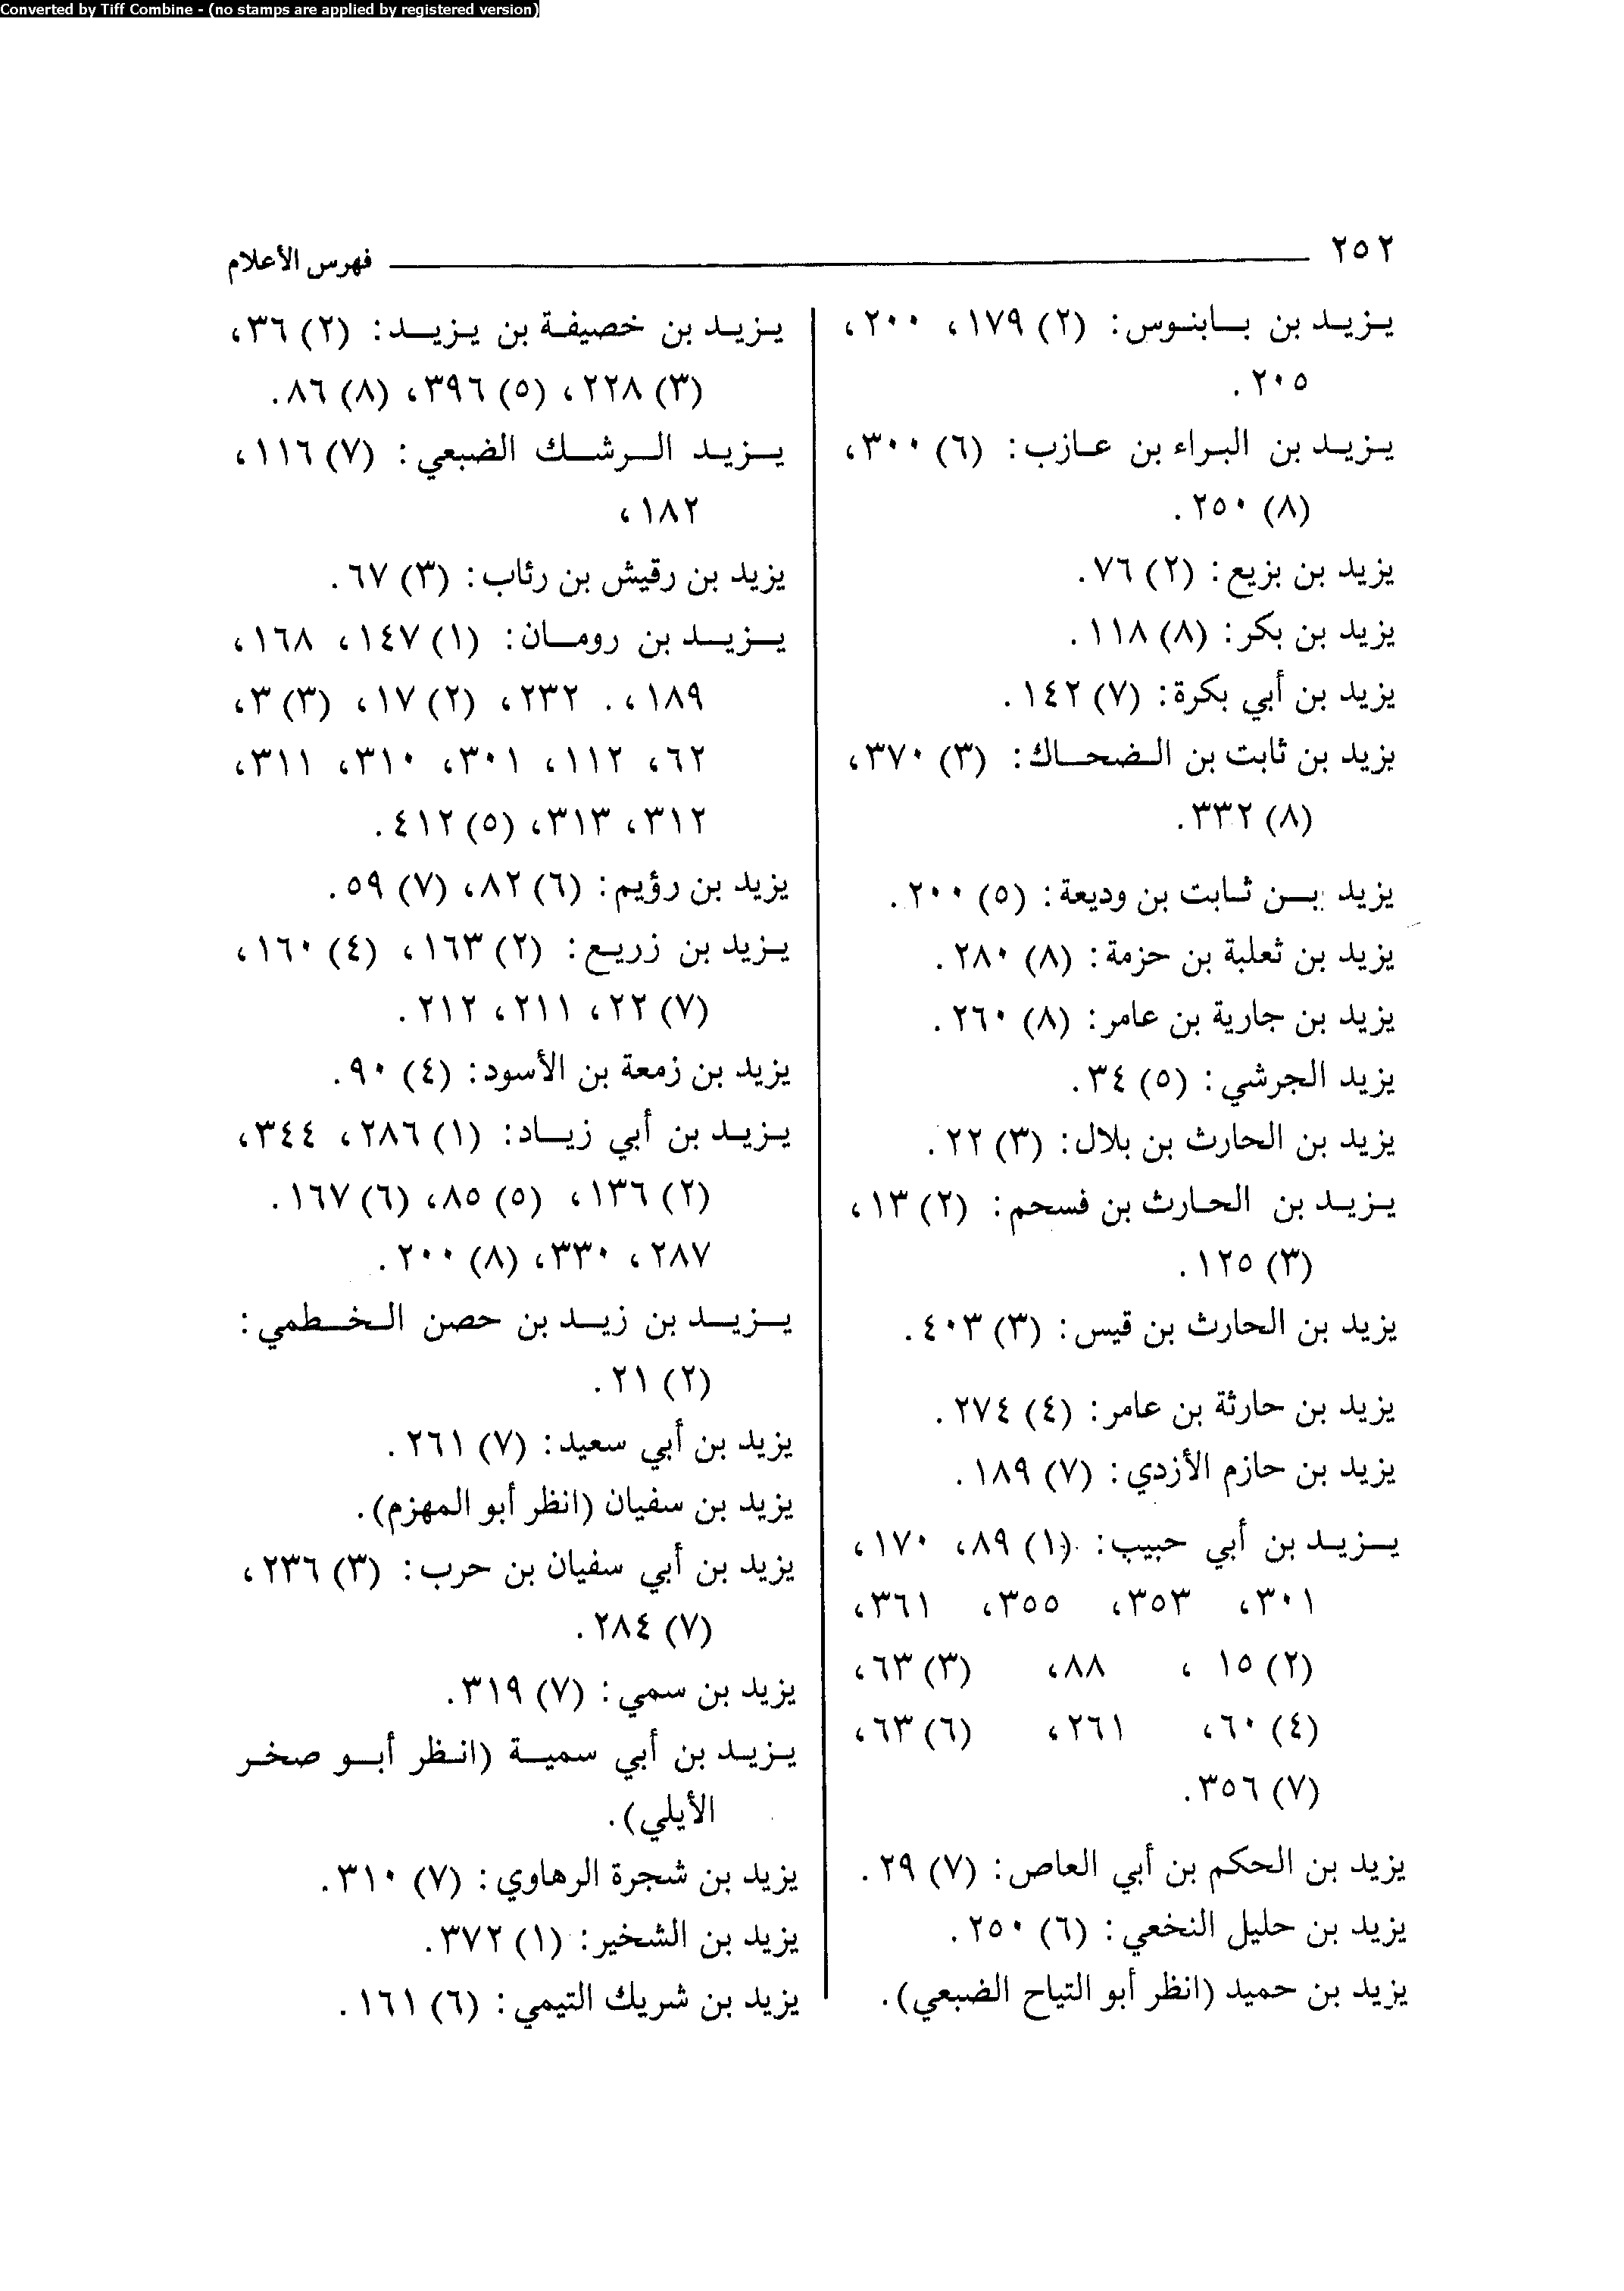 Converted by Tiff Combine - (no stamps are applied by registered version)
٢٥٢
فهرس الأعلام
يزيد بن بابنوس: (٢) ١٧٩، ٢٠٠،
٢٠٥.
يزيد بن البراء بن عازب: (٦) ٣٠٠،
(٨) ٢٥٠.
يزيد بن بزيع: (٢) ٧٦.
يزيد بن بكر: (٨) ١١٨.
يزيد بن أبي بكرة: (٧) ١٤٢.
يزيد بن ثابت بن الضحاك: (٣) ٣٧٠،
(٨) ٣٣٢.
يزيد بن ثابت بن وديعة: (٥) ٢٠٠.
يزيد بن ثعلبة بن حزمة: (٨) ٢٨٠.
يزيد بن جارية بن عامر: (٨) ٢٦٠.
يزيد الجرشي: (٥) ٣٤.
يزيد بن الحارث بن بلال: (٣) ٢٢.
يزيد بن الحارث بن فسحم: (٢) ١٣،
(٣) ١٢٥.
يزيد بن الحارث بن قيس: (٣) ٤٠٣.
يزيد بن حارثة بن عامر: (٤) ٢٧٤.
يزيد بن حازم الأزدي: (٧) ١٨٩.
يزيد بن أبي حبيب: (١) ٨٩، ١٧٠،
٣٠١، ٣٥٣، ٣٥٥، ٣٦١،
(٢) ١٥ ، ٨٨، (٣) ٦٣،
(٤) ٦٠، ٢٦١، (٦) ٦٣،
(٧) ٣٥٦.
يزيد بن الحكم بن أبي العاص: (٧) ٢٩.
يزيد بن حليل النخعي: (٦) ٢٥٠.
يزيد بن حميد (انظر أبو التياح الضبعي).
يزيد بن خصيفة بن يزيد: (٢) ٣٦،
(٣) ٢٢٨، (٥) ٣٩٦، (٨) ٨٦.
يزيد الرشك الضبعي: (٧) ١١٦،
١٨٢،
يزيد بن رقيش بن رئاب: (٣) ٦٧.
يزيد بن رومان: (١) ١٤٧، ١٦٨،
١٨٩،. ٢٣٢، (٢) ١٧، (٣) ٣،
٦٢، ١١٢، ٣٠١، ٣١٠، ٣١١،
٣١٢، ٣١٣، (٥) ٤١٢.
يزيد بن رؤيم: (٦) ٨٢، (٧) ٥٩.
يزيد بن زريع: (٢) ١٦٣، (٤) ١٦٠،
(٧) ٢٢، ٢١١، ٢١٢.
يزيد بن زمعة بن الأسود: (٤) ٩٠.
يزيد بن أبي زياد: (١) ٢٨٦، ٣٤٤،
(٢) ١٣٦، (٥) ٨٥، (٦) ١٦٧.
٢٨٧، ٣٣٠، (٨) ٢٠٠.
يزيد بن زيد بن حصن الخطمي:
(٢) ٢١.
يزيد بن أبي سعيد: (٧) ٢٦١.
يزيد بن سفيان (انظر أبو المهزم).
يزيد بن أبي سفيان بن حرب: (٣) ٢٣٦،
(٧) ٢٨٤.
يزيد بن سمي: (٧) ٣١٩.
يزيد بن أبي سمية (انظر أبو صخر
الأيلي).
يزيد بن شجرة الرهاوي: (٧) ٣١٠.
يزيد بن الشخير: (١) ٣٧٢.
يزيد بن شريك التيمي: (٦) ١٦١.